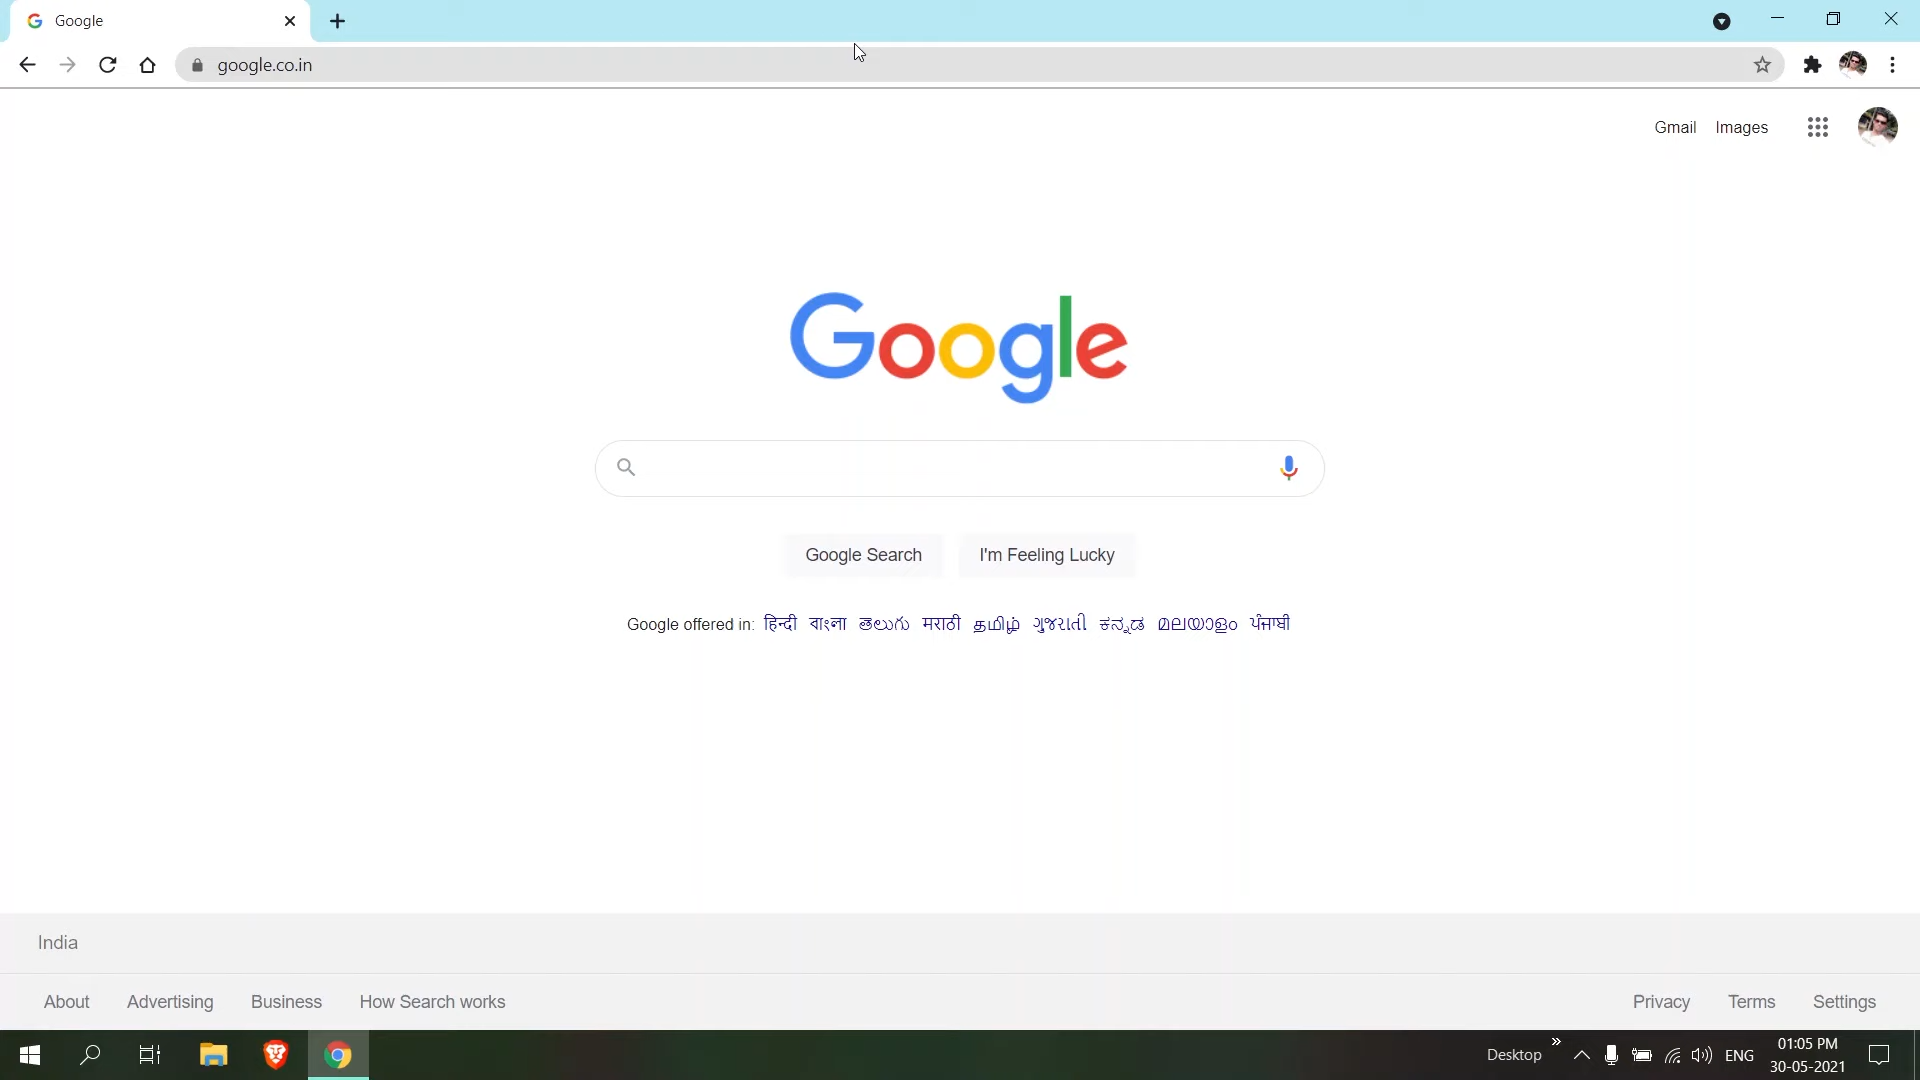 Google
google.co.in
Gmail Images
Google
Google Search I'm Feeling Lucky
Google offered in: हिन्दी বাংলা తెలుగు मराठी தமிழ் ગુજરાતી ಕನ್ನಡ മലയാളം ਪੰਜਾਬੀ
India
About Advertising Business How Search works Privacy Terms Settings
Desktop ENG 01:05 PM
30-05-2021